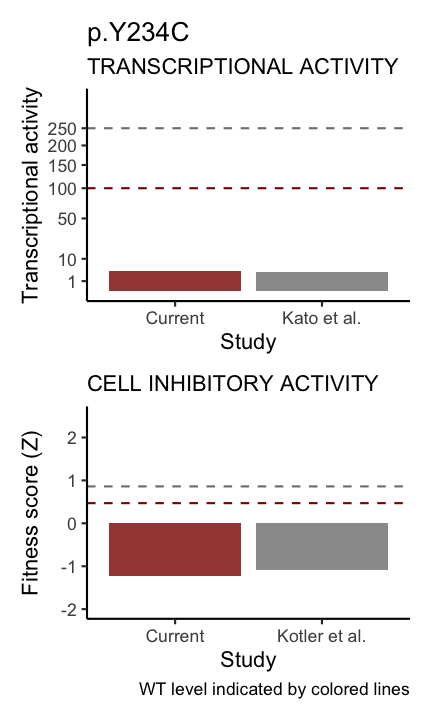 p.Y234C
TRANSCRIPTIONAL ACTIVITY
Transcriptional activity
250
200
150
100
50
10
1
Current
Kato et al.
Study
CELL INHIBITORY ACTIVITY
Fitness score (Z)
2
1
0
-1
-2
Current
Kotler et al.
Study
WT level indicated by colored lines